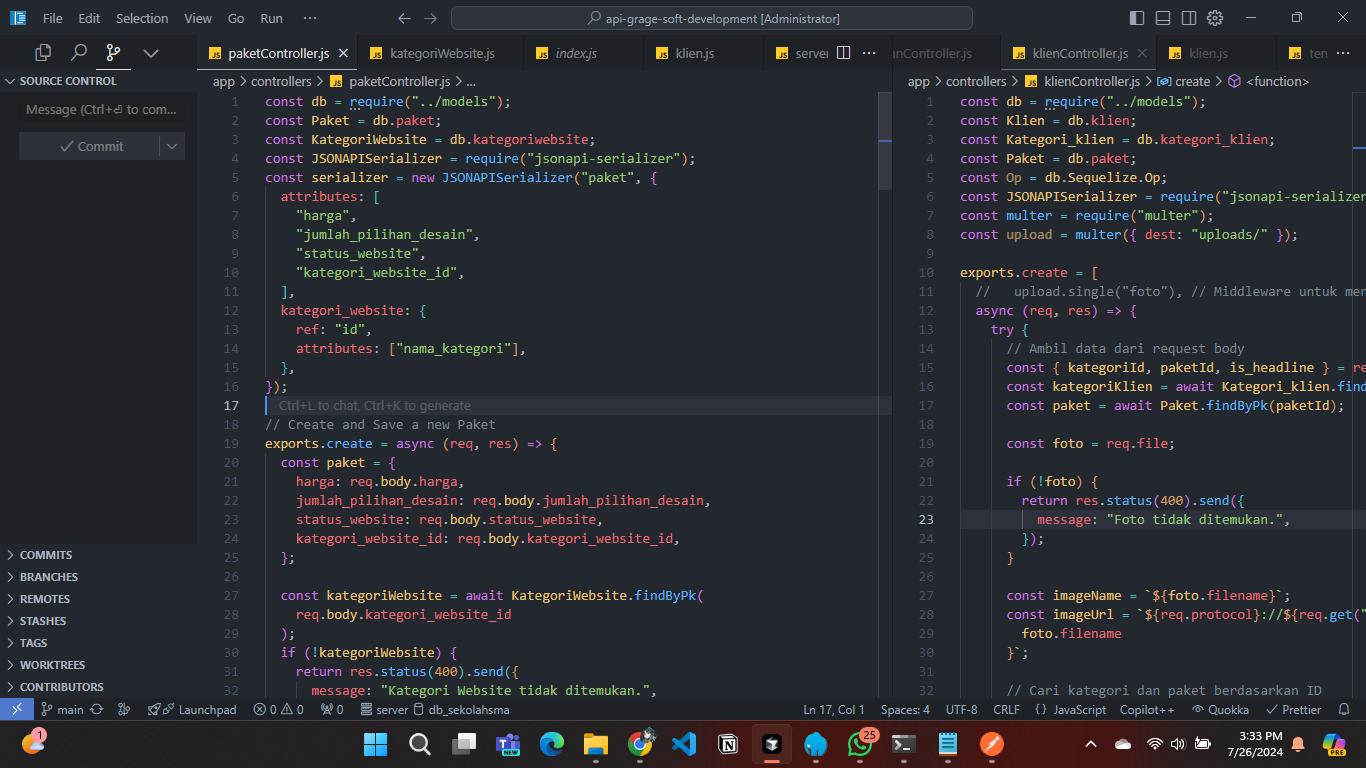 File Edit Selection View Go Run ···
api-grage-soft-development [Administrator]
paketController.js
kategoriWebsite.js
index.js
klien.js
server
nController.js
klienController.js
klien.js
ten
SOURCE CONTROL
Message (Ctrl+⏎ to com...
Commit
COMMITS
BRANCHES
REMOTES
STASHES
TAGS
WORKTREES
CONTRIBUTORS
app > controllers > JS paketController.js > ...
1 const db = require("../models");
2 const Paket = db.paket;
3 const KategoriWebsite = db.kategoriwebsite;
4 const JSONAPISerializer = require("jsonapi-serializer");
5 const serializer = new JSONAPISerializer("paket", {
6 attributes: [
7 "harga",
8 "jumlah_pilihan_desain",
9 "status_website",
10 "kategori_website_id",
11 ],
12 kategori_website: {
13 ref: "id",
14 attributes: ["nama_kategori"],
15 },
16 });
17 Ctrl+L to chat, Ctrl+K to generate
18 // Create and Save a new Paket
19 exports.create = async (req, res) => {
20 const paket = {
21 harga: req.body.harga,
22 jumlah_pilihan_desain: req.body.jumlah_pilihan_desain,
23 status_website: req.body.status_website,
24 kategori_website_id: req.body.kategori_website_id,
25 };
26
27 const kategoriWebsite = await KategoriWebsite.findByPk(
28 req.body.kategori_website_id
29 );
30 if (!kategoriWebsite) {
31 return res.status(400).send({
32 message: "Kategori Website tidak ditemukan.",
app > controllers > JS klienController.js > create > <function>
1 const db = require("../models");
2 const Klien = db.klien;
3 const Kategori_klien = db.kategori_klien;
4 const Paket = db.paket;
5 const Op = db.Sequelize.Op;
6 const JSONAPISerializer = require("jsonapi-serializer
7 const multer = require("multer");
8 const upload = multer({ dest: "uploads/" });
9
10 exports.create = [
11 // upload.single("foto"), // Middleware untuk men
12 async (req, res) => {
13 try {
14 // Ambil data dari request body
15 const { kategoriId, paketId, is_headline } = re
16 const kategoriKlien = await Kategori_klien.find
17 const paket = await Paket.findByPk(paketId);
18
19 const foto = req.file;
20
21 if (!foto) {
22 return res.status(400).send({
23 message: "Foto tidak ditemukan.",
24 });
25 }
26
27 const imageName = `${foto.filename}`;
28 const imageUrl = `${req.protocol}://${req.get("
29 foto.filename
30 }`;
31
32 // Cari kategori dan paket berdasarkan ID
main Launchpad 0 0 0 server db_sekolahsma Ln 17, Col 1 Spaces: 4 UTF-8 CRLF {} JavaScript Copilot++ Quokka Prettier
1
NEW
25
PRE
3:33 PM
7/26/2024